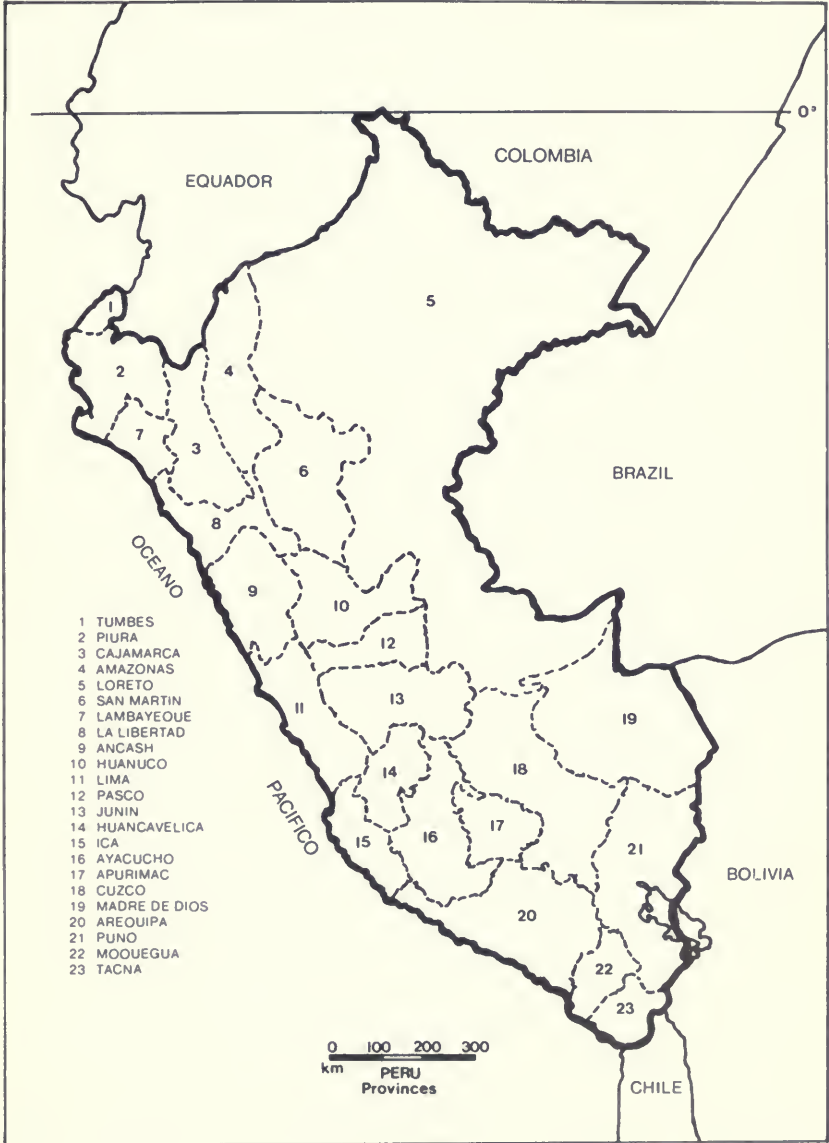 0°
COLOMBIA
EQUADOR
1
5
2
4
7
3
6
BRAZIL
8
OCEANO
9
10
12
1 TUMBES
2 PIURA
3 CAJAMARCA
4 AMAZONAS
5 LORETO
6 SAN MARTIN
7 LAMBAYEOUE
8 LA LIBERTAD
9 ANCASH
10 HUANUCO
11 LIMA
12 PASCO
13 JUNIN
14 HUANCAVELICA
15 ICA
16 AYACUCHO
17 APURIMAC
18 CUZCO
19 MADRE DE DIOS
20 AREQUIPA
21 PUNO
22 MOOUEGUA
23 TACNA
11
13
19
14
18
PACIFICO
15
16
17
21
BOLIVIA
20
22
23
0 100 200 300
km
PERU
Provinces
CHILE